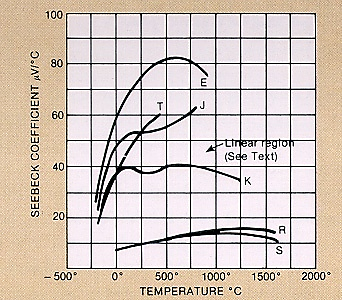 SEEBECK COEFFICIENT µV/°C
100
80
60
40
20
E
T
J
Linear region
(See Text)
K
R
S
−500°
0°
500°
1000°
1500°
2000
TEMPERATURE °C